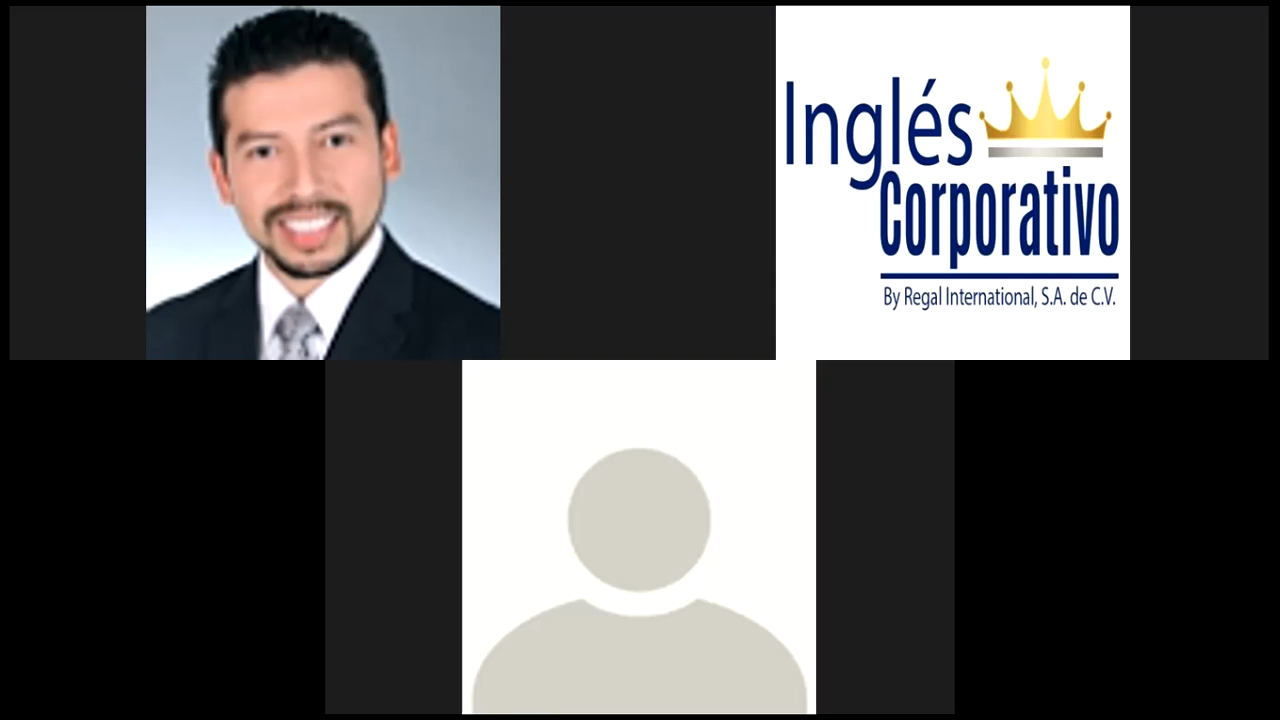 Inglés
Corporativo
By Regal International, S.A. de C.V.